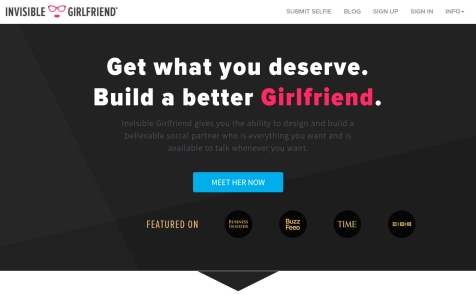 INVISIBLE GIRLFRIEND
SUBMIT SELFIE BLOG SIGN UP SIGN IN INFO
Get what you deserve.
Build a better Girlfriend.
Invisible Girlfriend gives you the ability to design and build a
believable social partner who is everything you want and is
available to talk whenever you want.
MEET HER NOW
FEATURED ON
BUSINESS
INSIDER
Buzz
Feed
TIME